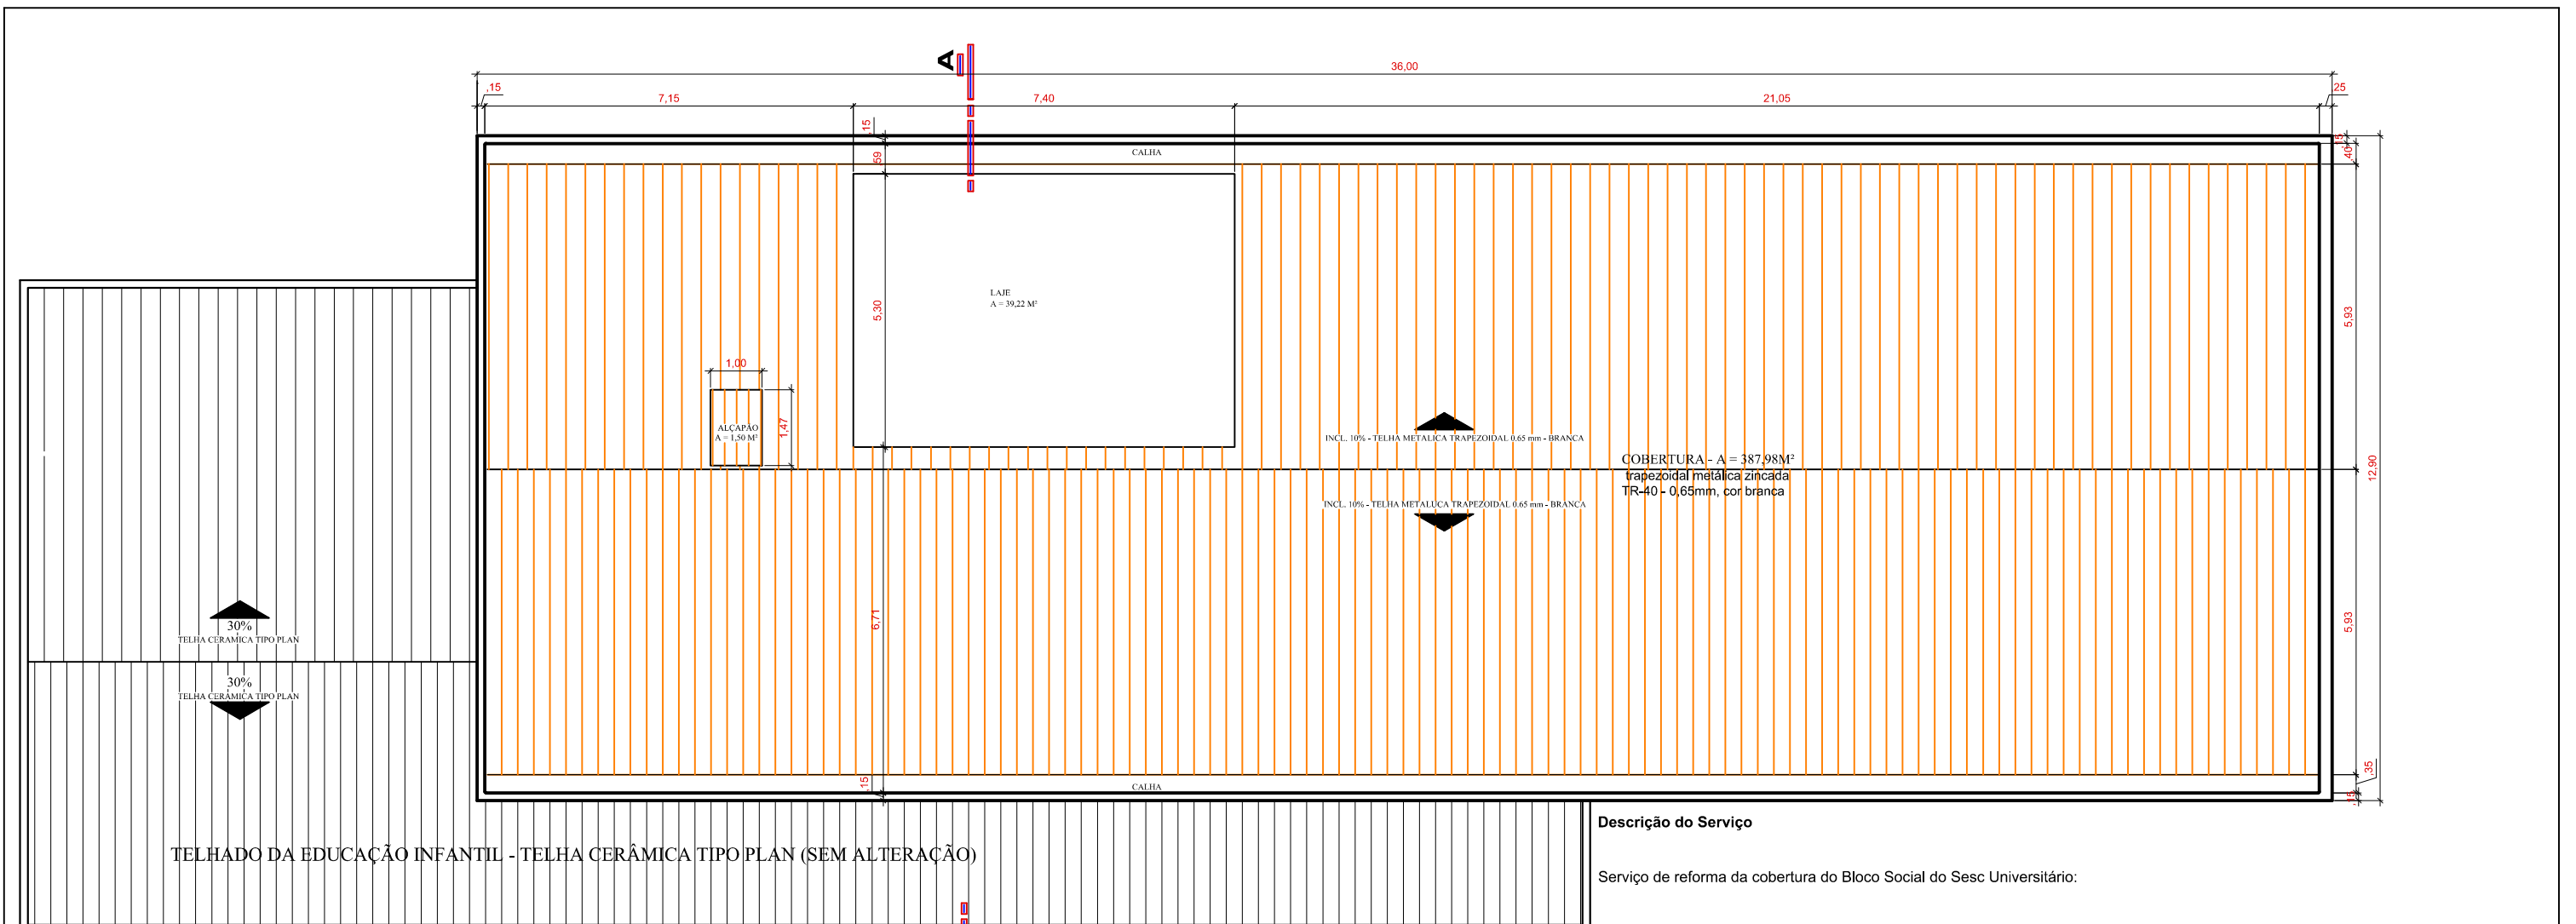 A
36,00
,15
7,15
7,40
21,05
,25
,15
,59
CALHA
,15
,40
LAJE
A = 39,22 M²
5,30
5,93
1,00
1,47
ALÇAPÃO
A = 1,50 M²
INCL. 10% - TELHA METALICA TRAPEZOIDAL 0.65 mm - BRANCA
COBERTURA - A = 387,98M²
trapezoidal metálica zincada
TR-40 - 0,65mm, cor branca
12,90
INCL. 10% - TELHA METALUCA TRAPEZOIDAL 0.65 mm - BRANCA
30%
TELHA CERAMICA TIPO PLAN
6,71
5,93
30%
TELHA CERAMICA TIPO PLAN
,15
CALHA
,35
,15
Descrição do Serviço
TELHADO DA EDUCAÇÃO INFANTIL - TELHA CERÂMICA TIPO PLAN (SEM ALTERAÇÃO)
Serviço de reforma da cobertura do Bloco Social do Sesc Universitário: